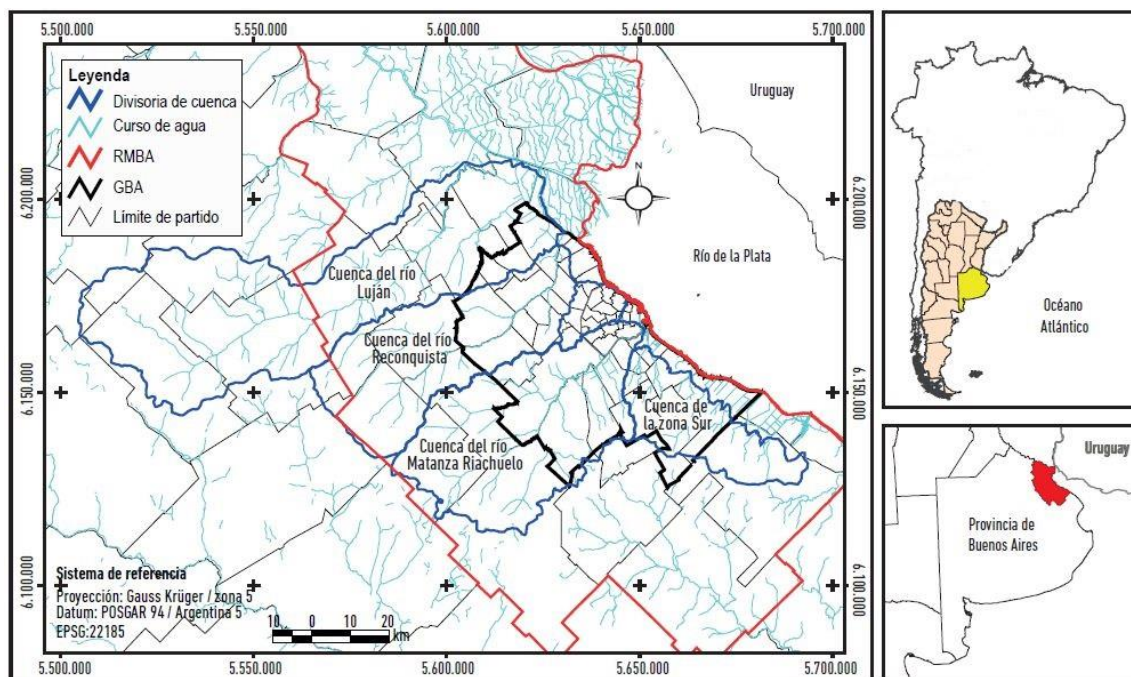 5.500.000
5.550.000
5.600.000
5.650.000
5.700.000
Leyenda
Divisoria de cuenca
Curso de agua
RMBA
GBA
Límite de partido
Uruguay
N
6.200.000
6.200.000
Río de la Plata
Cuenca del río
Luján
Cuenca del río
Reconquista
6.150.000
6.150.000
Cuenca de
la zona Sur
Cuenca del río
Matanza Riachuelo
6.100.000
6.100.000
Sistema de referencia
Proyección: Gauss Krüger / zona 5
Datum: POSGAR 94 / Argentina 5
EPSG:22185
10 0 10 20
km
5.500.000
5.550.000
5.600.000
5.650.000
5.700.000
Océano
Atlántico
Uruguay
Provincia de
Buenos Aires